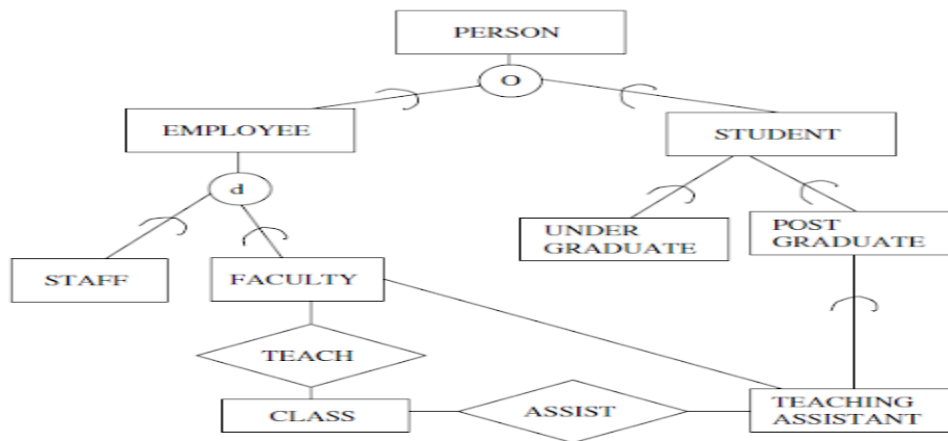 PERSON
O
EMPLOYEE
STUDENT
d
UNDER
GRADUATE
POST
GRADUATE
STAFF
FACULTY
TEACH
CLASS
ASSIST
TEACHING
ASSISTANT